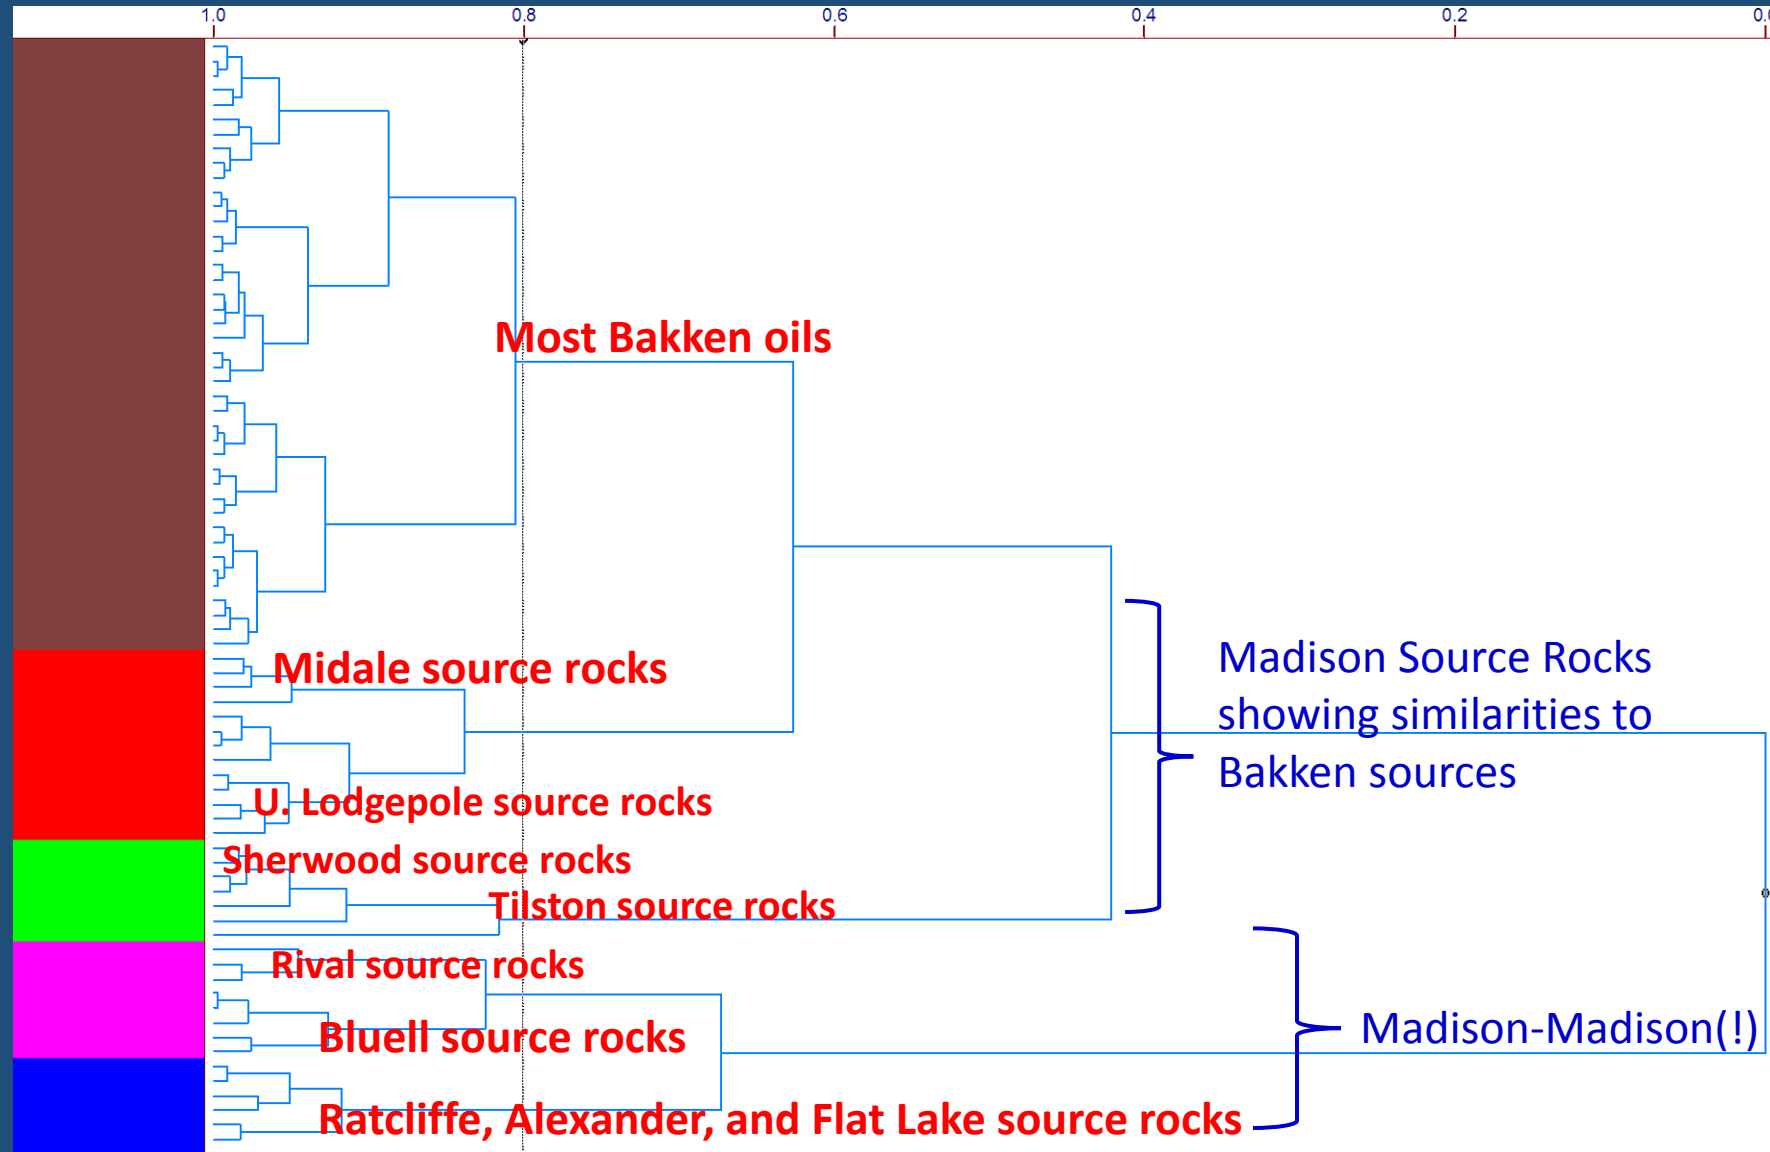 1.0 0.8 0.6 0.4 0.2
Most Bakken oils
Midale source rocks
Madison Source Rocks
showing similarities to
Bakken sources
U. Lodgepole source rocks
Sherwood source rocks
Tilston source rocks
Rival source rocks
Bluell source rocks
Madison-Madison(!)
Ratcliffe, Alexander, and Flat Lake source rocks